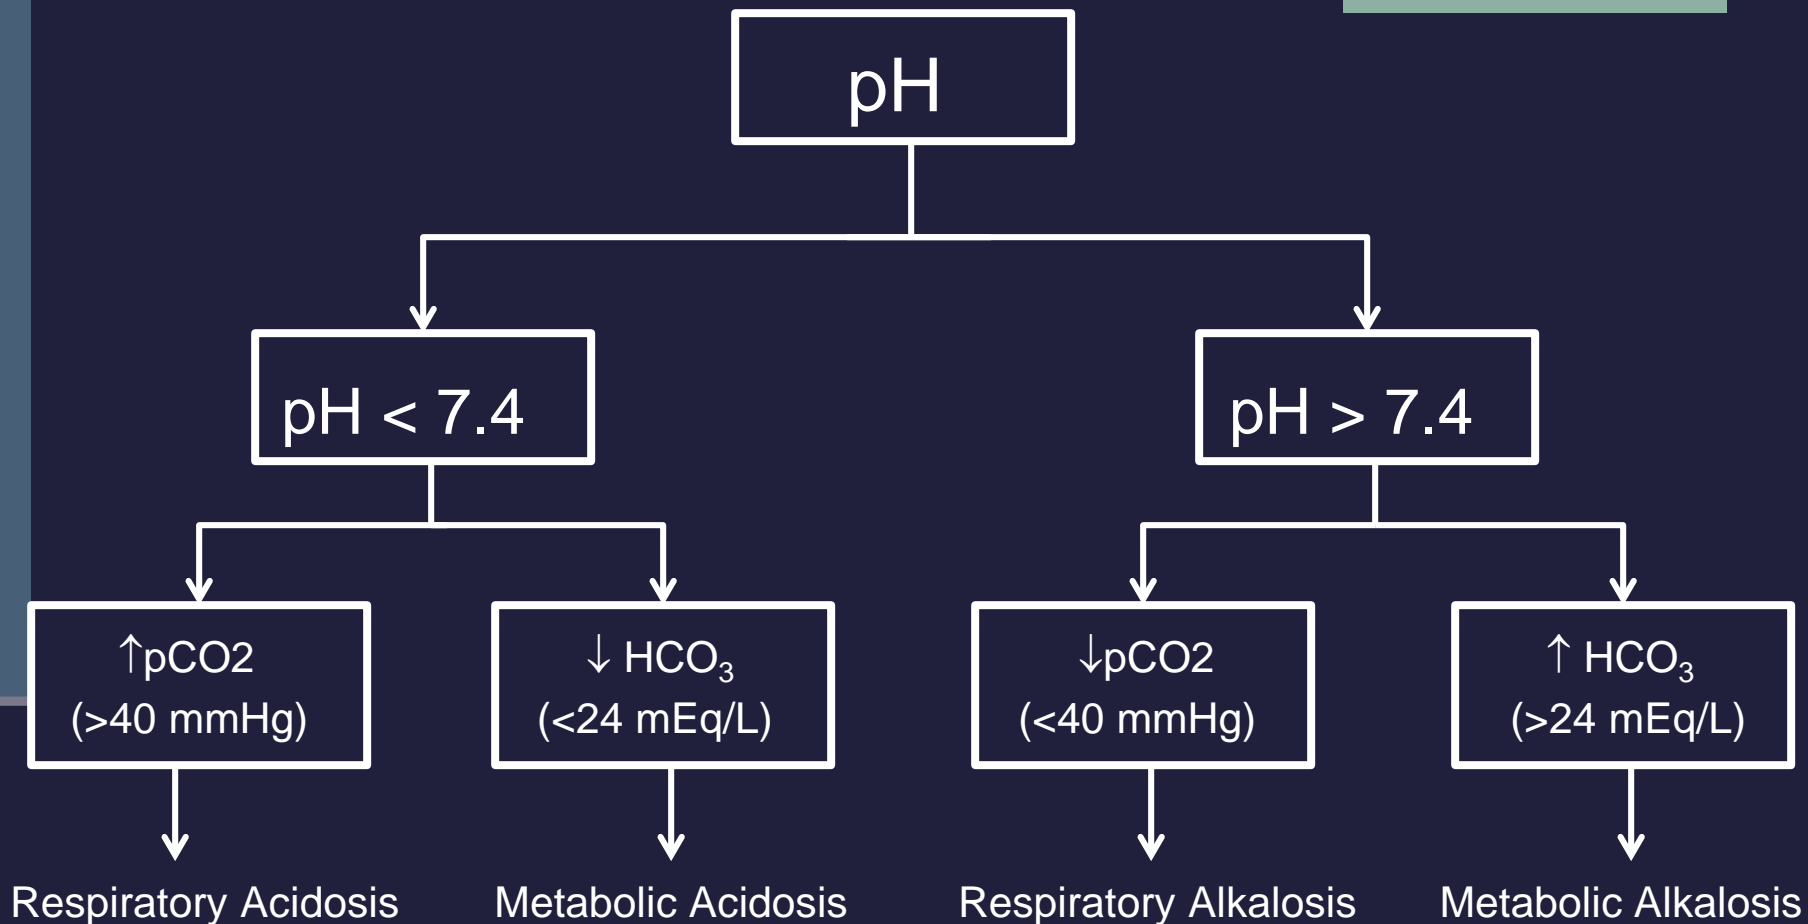 pH
pH < 7.4
pH > 7.4
↑pCO2
(>40 mmHg)
↓ HCO₃
(<24 mEq/L)
↓pCO2
(<40 mmHg)
↑ HCO₃
(>24 mEq/L)
Respiratory Acidosis
Metabolic Acidosis
Respiratory Alkalosis
Metabolic Alkalosis